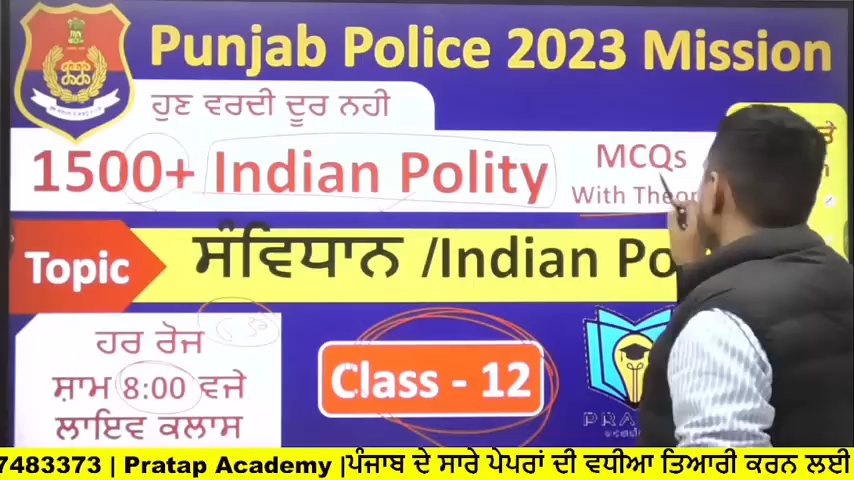 Punjab Police 2023 Mission
ਹੁਣ ਵਰਦੀ ਦੂਰ ਨਹੀ
1500+ Indian Polity
MCQs
With Theor
Topic
ਸੰਵਿਧਾਨ /Indian Po
ਹਰ ਰੋਜ
ਸ਼ਾਮ 8:00 ਵਜੇ
ਲਾਇਵ ਕਲਾਸ
Class - 12
PRA
7483373 | Pratap Academy |ਪੰਜਾਬ ਦੇ ਸਾਰੇ ਪੇਪਰਾਂ ਦੀ ਵਧੀਆ ਤਿਆਰੀ ਕਰਨ ਲਈ